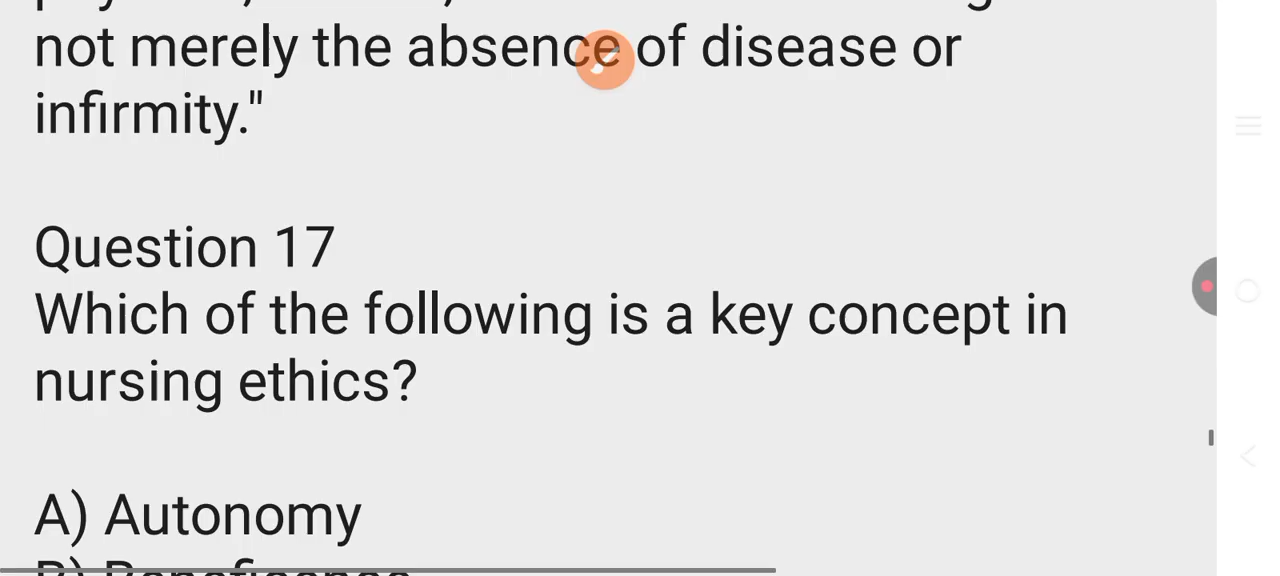 not merely the absence of disease or
infirmity."
Question 17
Which of the following is a key concept in
nursing ethics?
A) Autonomy
B) Beneficence